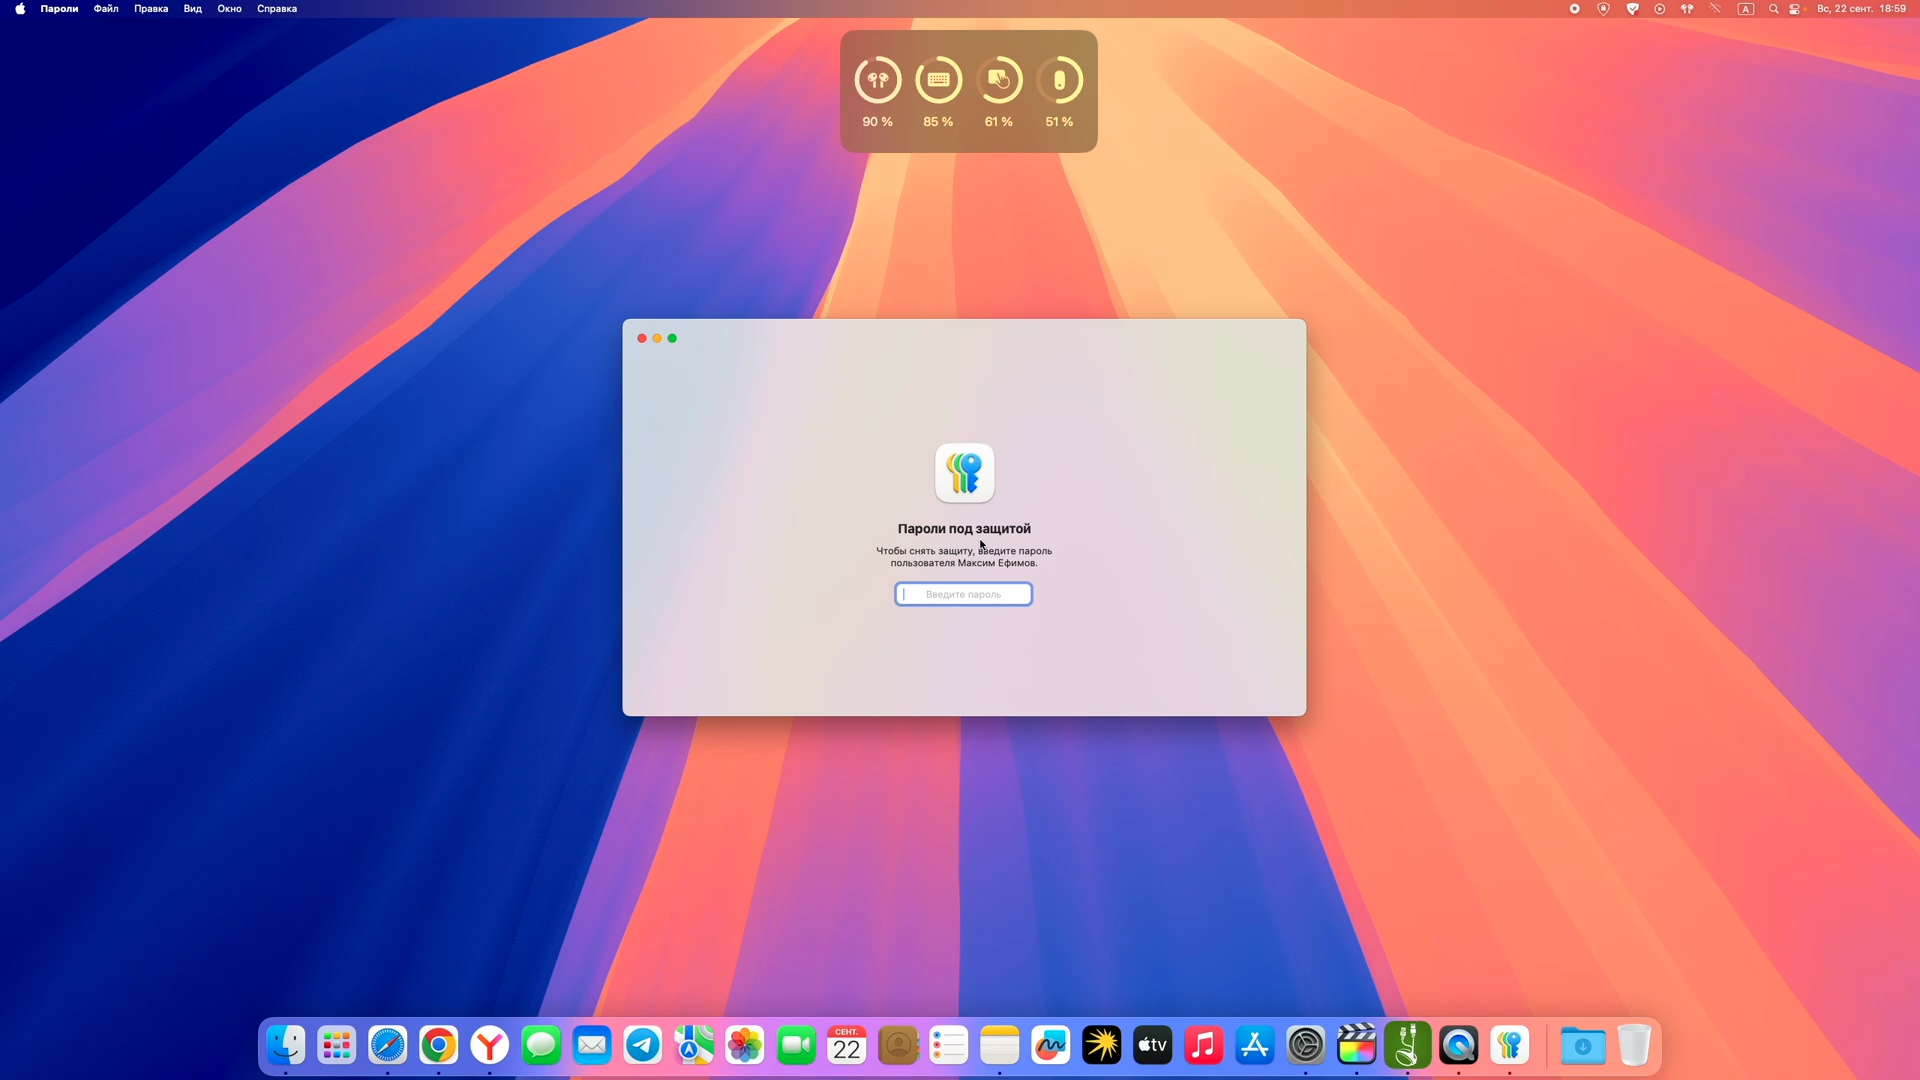 Пароли Файл Правка Вид Окно Справка
A Вс, 22 сент. 18:59
90 % 85 % 61 % 51 %
Пароли под защитой
Чтобы снять защиту, введите пароль
пользователя Максим Ефимов.
Введите пароль
СЕНТ.
22
tv